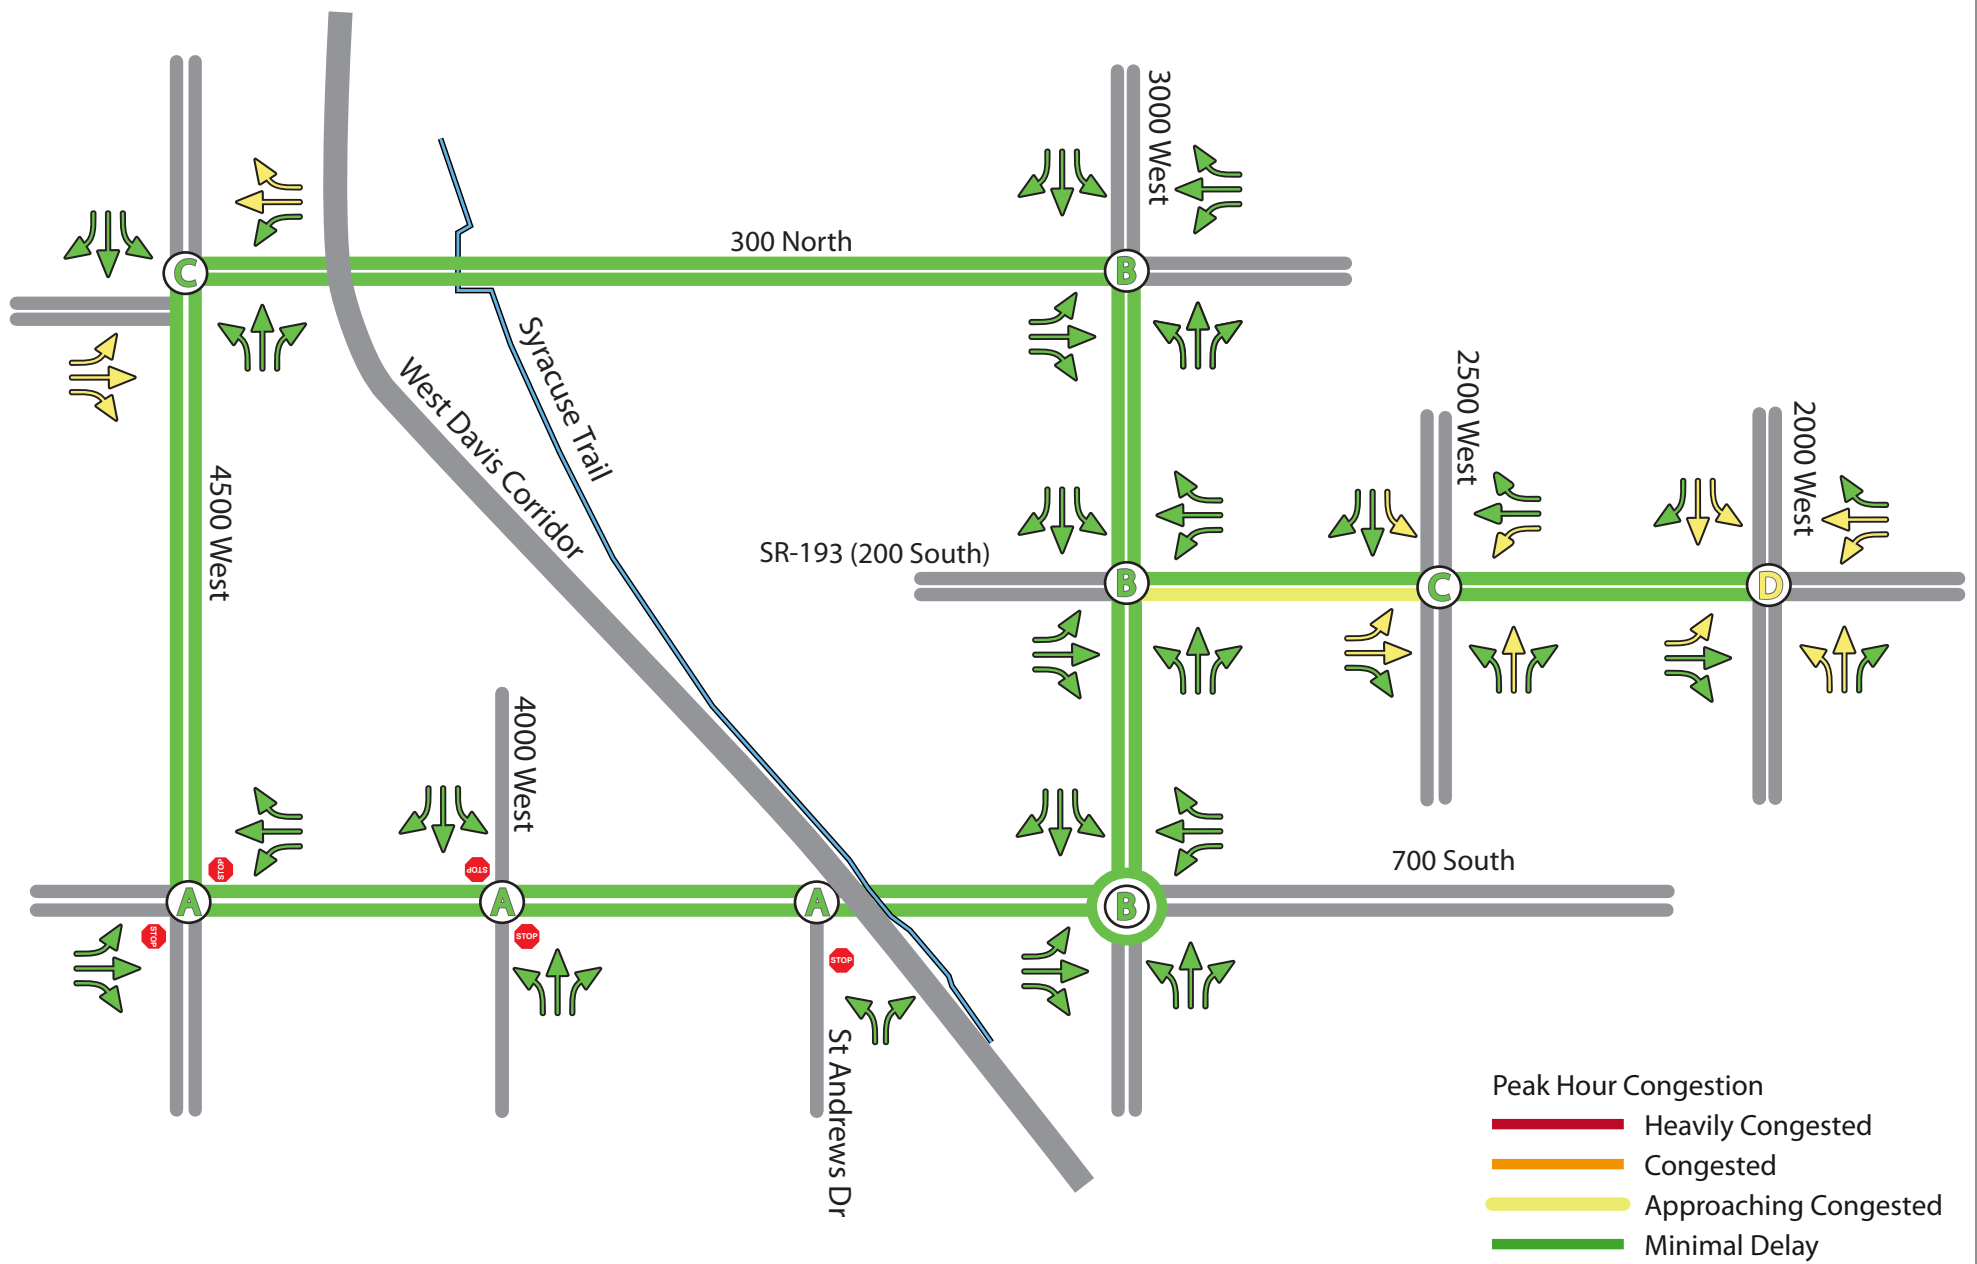 3000 West
300 North
C
B
Syracuse Trail
West Davis Corridor
2500 West
2000 West
4500 West
SR-193 (200 South)
B
C
D
4000 West
700 South
STOP
STOP
A
A
A
B
STOP
STOP
STOP
St Andrews Dr
Peak Hour Congestion
Heavily Congested
Congested
Approaching Congested
Minimal Delay